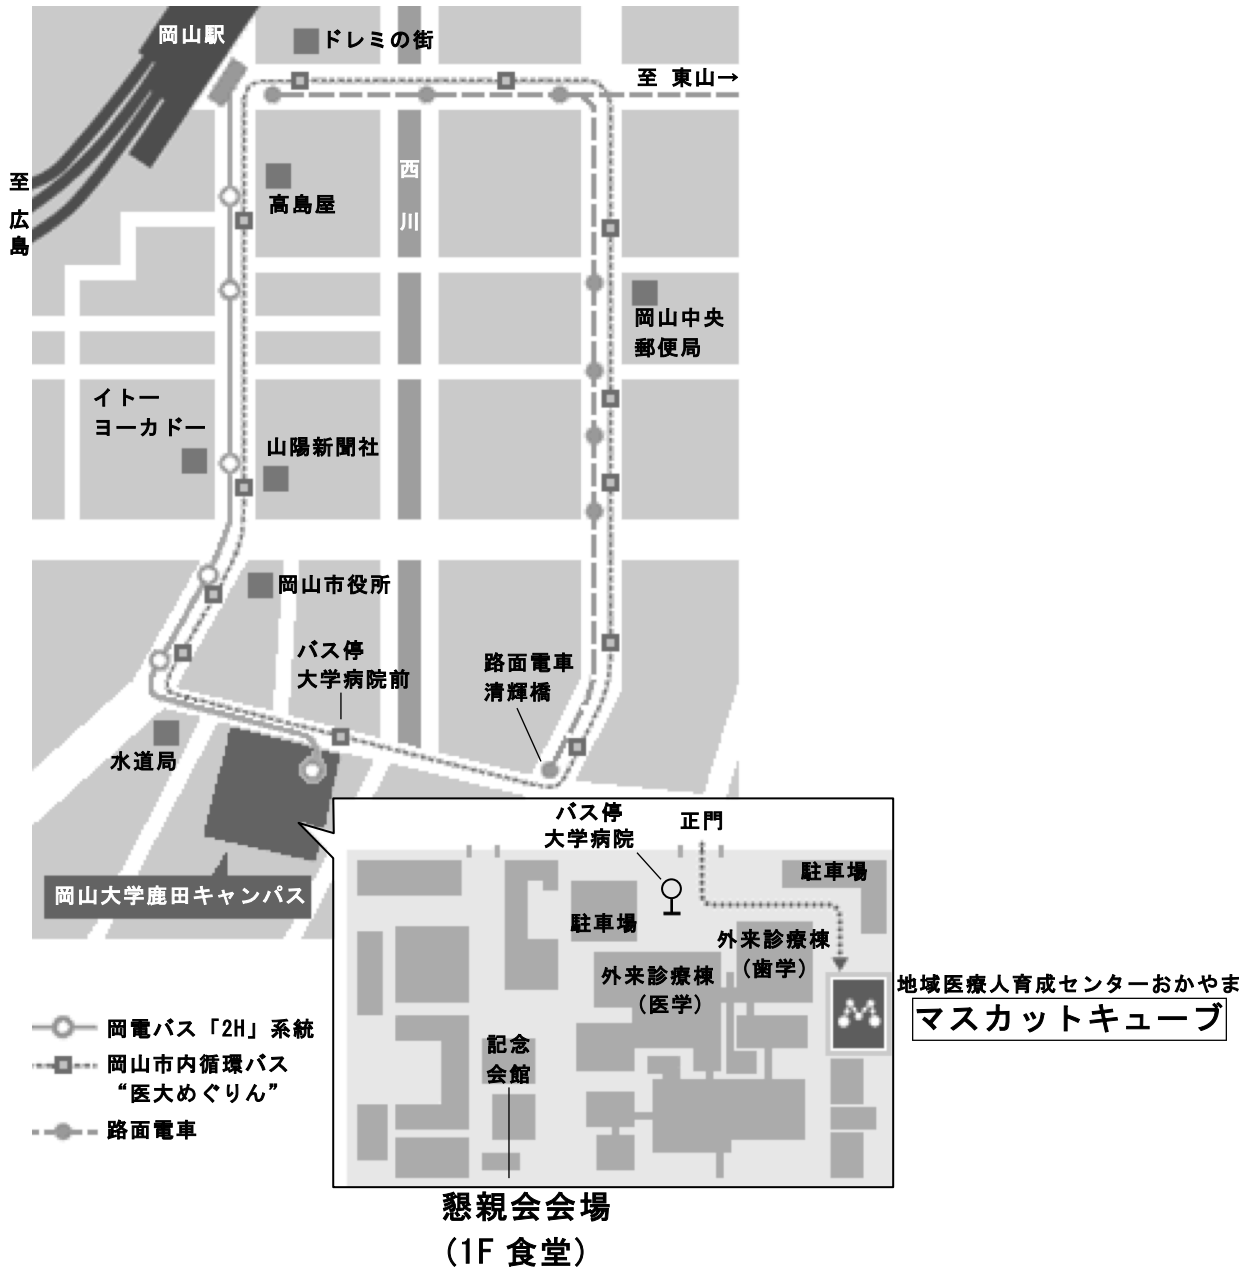 岡山駅
ドレミの街
至 東山→
至 広島
西川
高島屋
岡山中央
郵便局
イトー
ヨーカドー
山陽新聞社
岡山市役所
バス停
大学病院前
路面電車
清輝橋
水道局
岡山大学鹿田キャンパス
バス停
大学病院
正門
駐車場
駐車場
外来診療棟
（歯学）
外来診療棟
（医学）
地域医療人育成センターおかやま
マスカットキューブ
記念
会館
岡電バス「2H」系統
岡山市内循環バス
“医大めぐりん”
路面電車
懇親会会場
（1F 食堂）